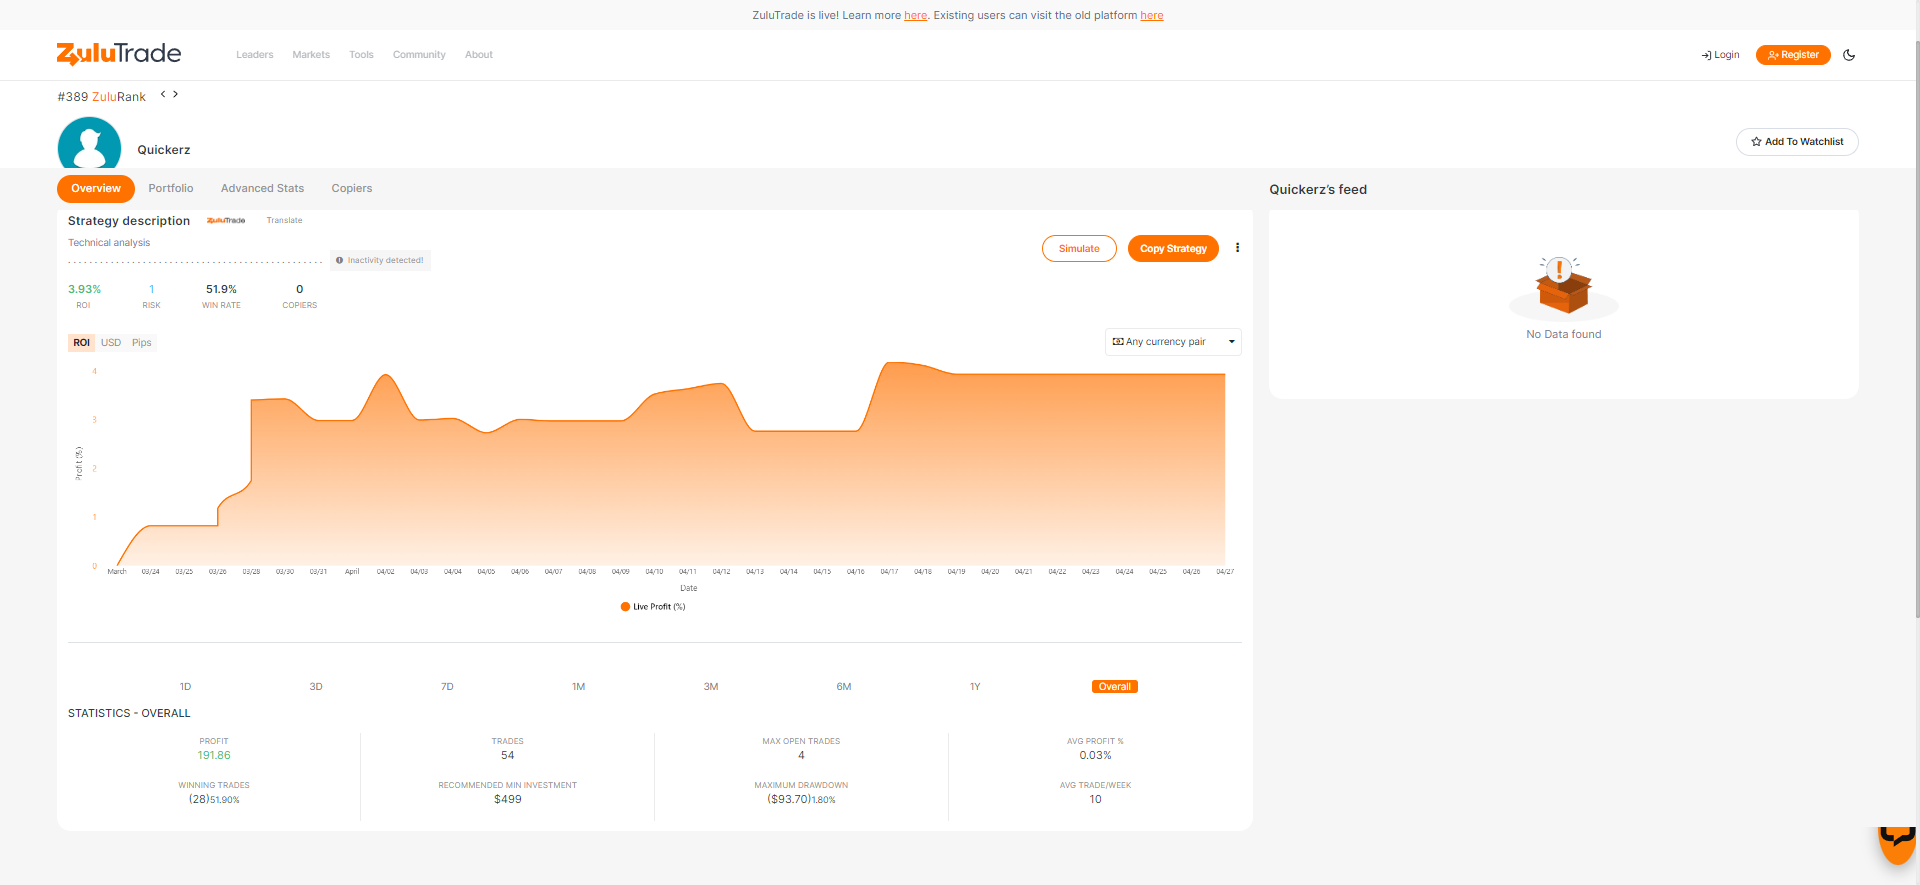 ZuluTrade is live! Learn more here. Existing users can visit the old platform here
ZuluTrade
Leaders Markets Tools Community About
Login Register
#389 ZuluRank
Quickerz
Add To Watchlist
Overview Portfolio Advanced Stats Copiers
Quickerz's feed
Strategy description ZuluTrade Translate
Technical analysis
Inactivity detected!
Simulate Copy Strategy
3.93% 1 51.9% 0
ROI RISK WIN RATE COPIERS
No Data found
ROI USD Pips
Any currency pair
4
3
2
1
0
Profit (%)
March 03/24 03/25 03/26 03/28 03/30 03/31 April 04/02 04/03 04/04 04/05 04/06 04/07 04/08 04/09 04/10 04/11 04/12 04/13 04/14 04/15 04/16 04/17 04/18 04/19 04/20 04/21 04/22 04/23 04/24 04/25 04/26 04/27
Date
Live Profit (%)
1D 3D 7D 1M 3M 6M 1Y Overall
STATISTICS - OVERALL
PROFIT TRADES MAX OPEN TRADES AVG PROFIT %
191.86 54 4 0.03%
WINNING TRADES RECOMMENDED MIN INVESTMENT MAXIMUM DRAWDOWN AVG TRADE/WEEK
(28)51.90% $499 ($93.70)1.80% 10